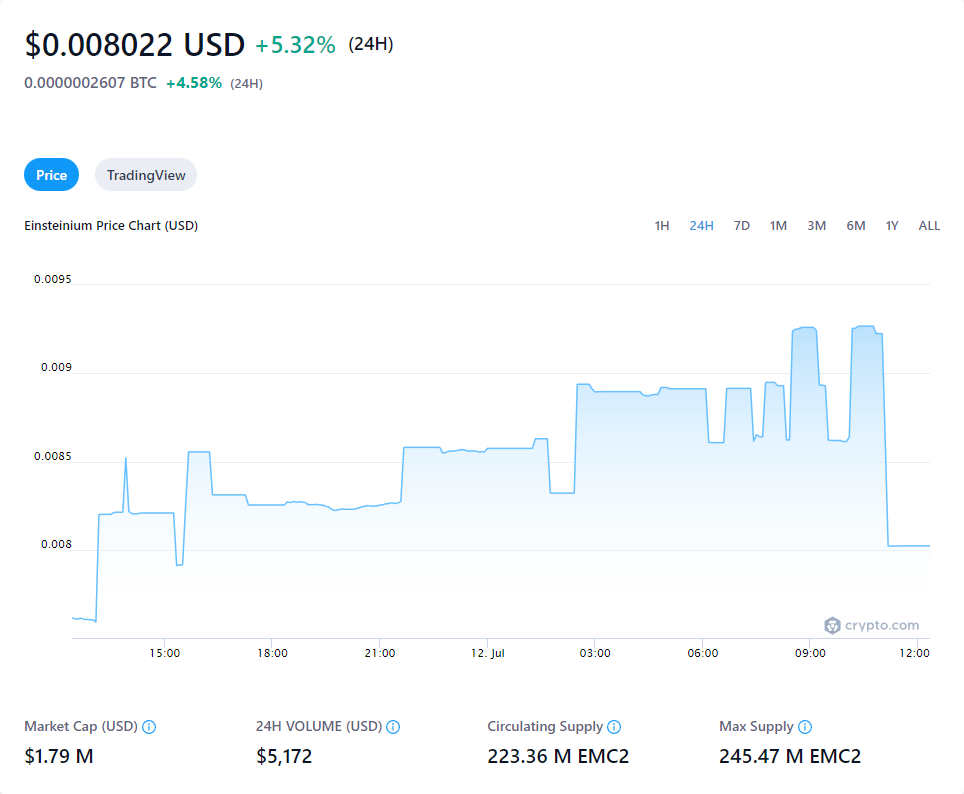 $0.008022 USD +5.32% (24H)
0.0000002607 BTC +4.58% (24H)
Price TradingView
Einsteinium Price Chart (USD) 1H 24H 7D 1M 3M 6M 1Y ALL
0.0095
0.009
0.0085
0.008
crypto.com
15:00 18:00 21:00 12. Jul 03:00 06:00 09:00 12:00
Market Cap (USD) 24H VOLUME (USD) Circulating Supply Max Supply
$1.79 M $5,172 223.36 M EMC2 245.47 M EMC2